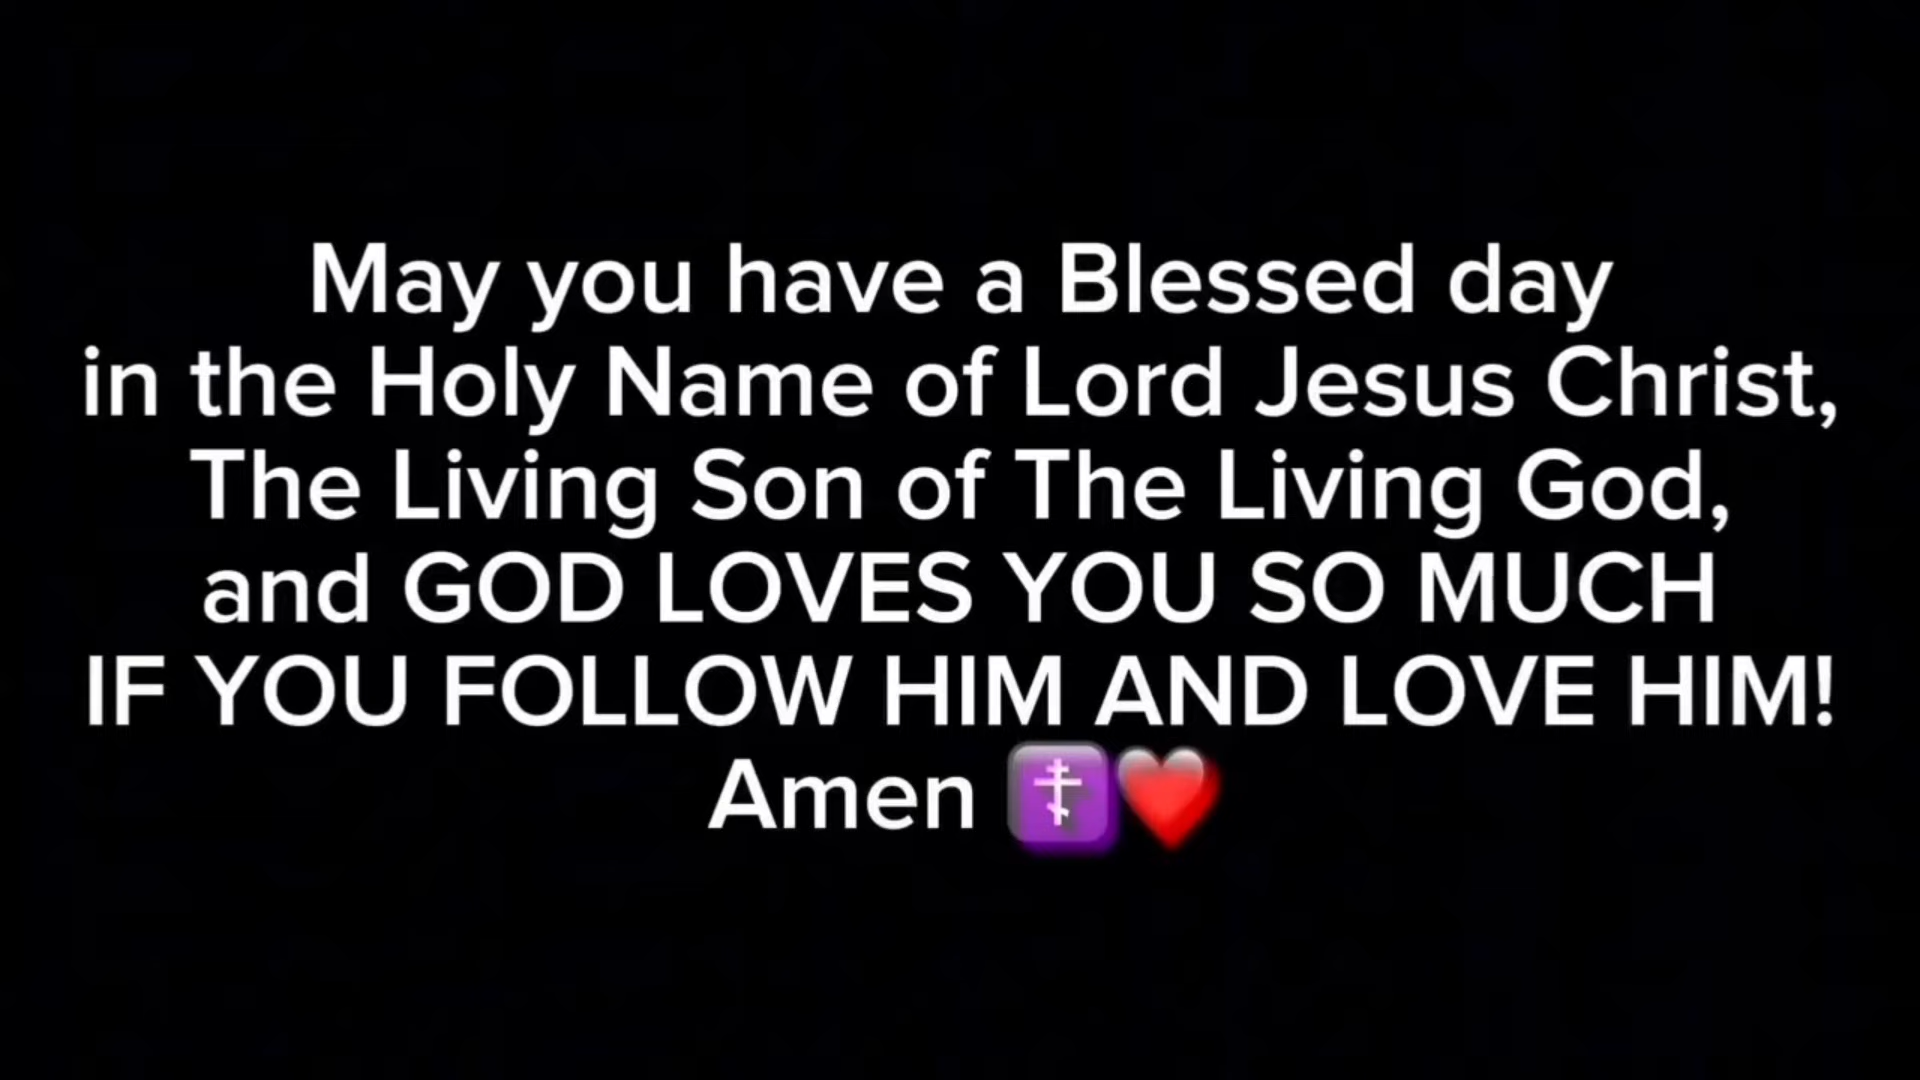 May you have a Blessed day
in the Holy Name of Lord Jesus Christ,
The Living Son of The Living God,
and GOD LOVES YOU SO MUCH
IF YOU FOLLOW HIM AND LOVE HIM!
Amen ☦️❤️